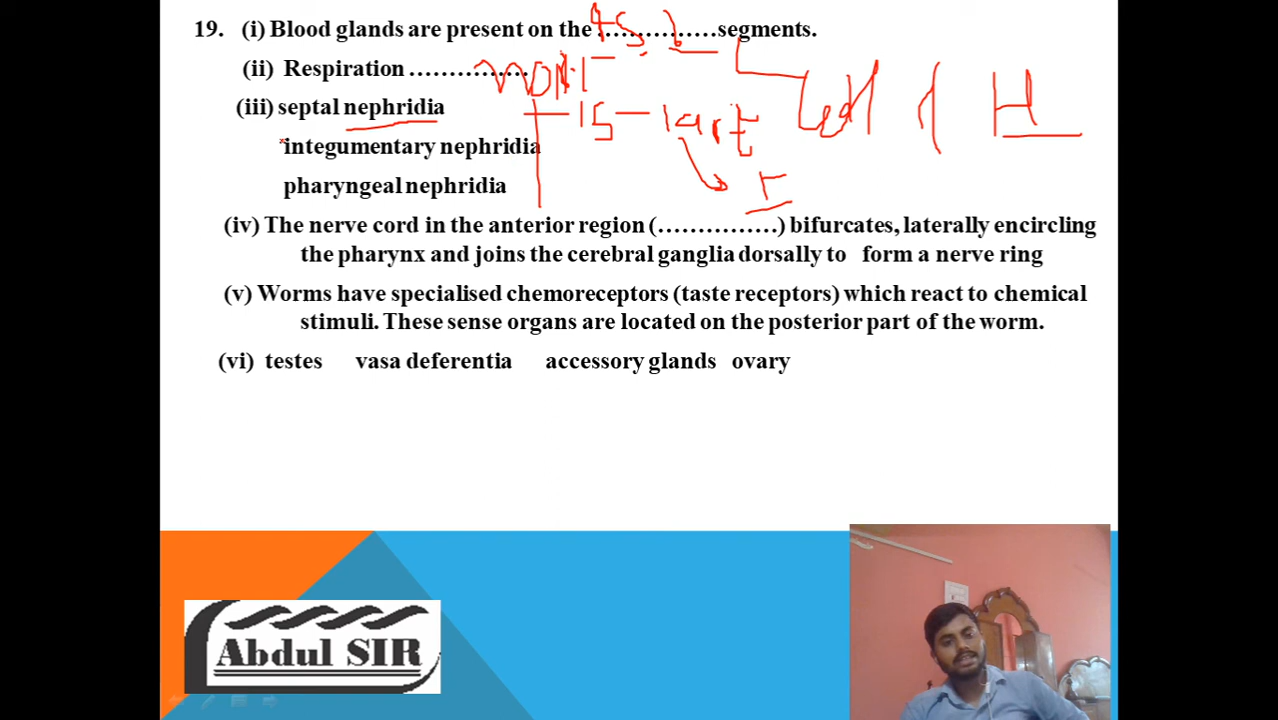 19. (i) Blood glands are present on the ...............segments.
(ii) Respiration ................
(iii) septal nephridia
integumentary nephridia
pharyngeal nephridia
(iv) The nerve cord in the anterior region (...............) bifurcates, laterally encircling
the pharynx and joins the cerebral ganglia dorsally to form a nerve ring
(v) Worms have specialised chemoreceptors (taste receptors) which react to chemical
stimuli. These sense organs are located on the posterior part of the worm.
(vi) testes vasa deferentia accessory glands ovary
Abdul SIR